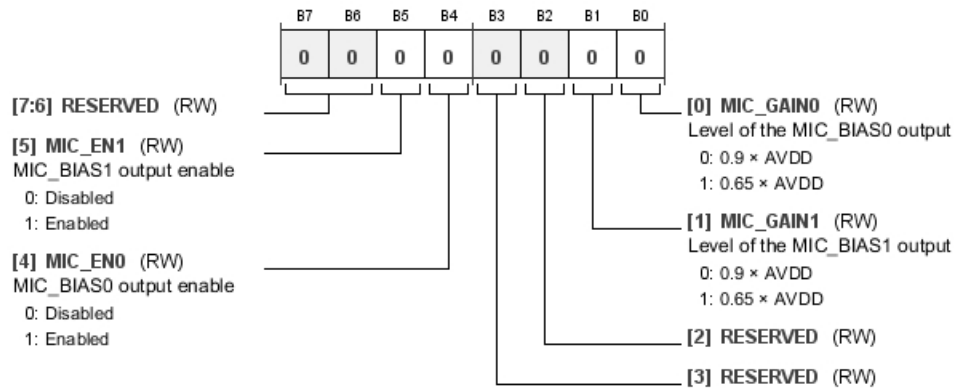 B7 B6 B5 B4 B3 B2 B1 B0
0 0 0 0 0 0 0 0
[7:6] RESERVED (RW)
[5] MIC_EN1 (RW)
MIC_BIAS1 output enable
0: Disabled
1: Enabled
[4] MIC_EN0 (RW)
MIC_BIAS0 output enable
0: Disabled
1: Enabled
[0] MIC_GAIN0 (RW)
Level of the MIC_BIAS0 output
0: 0.9 × AVDD
1: 0.65 × AVDD
[1] MIC_GAIN1 (RW)
Level of the MIC_BIAS1 output
0: 0.9 × AVDD
1: 0.65 × AVDD
[2] RESERVED (RW)
[3] RESERVED (RW)